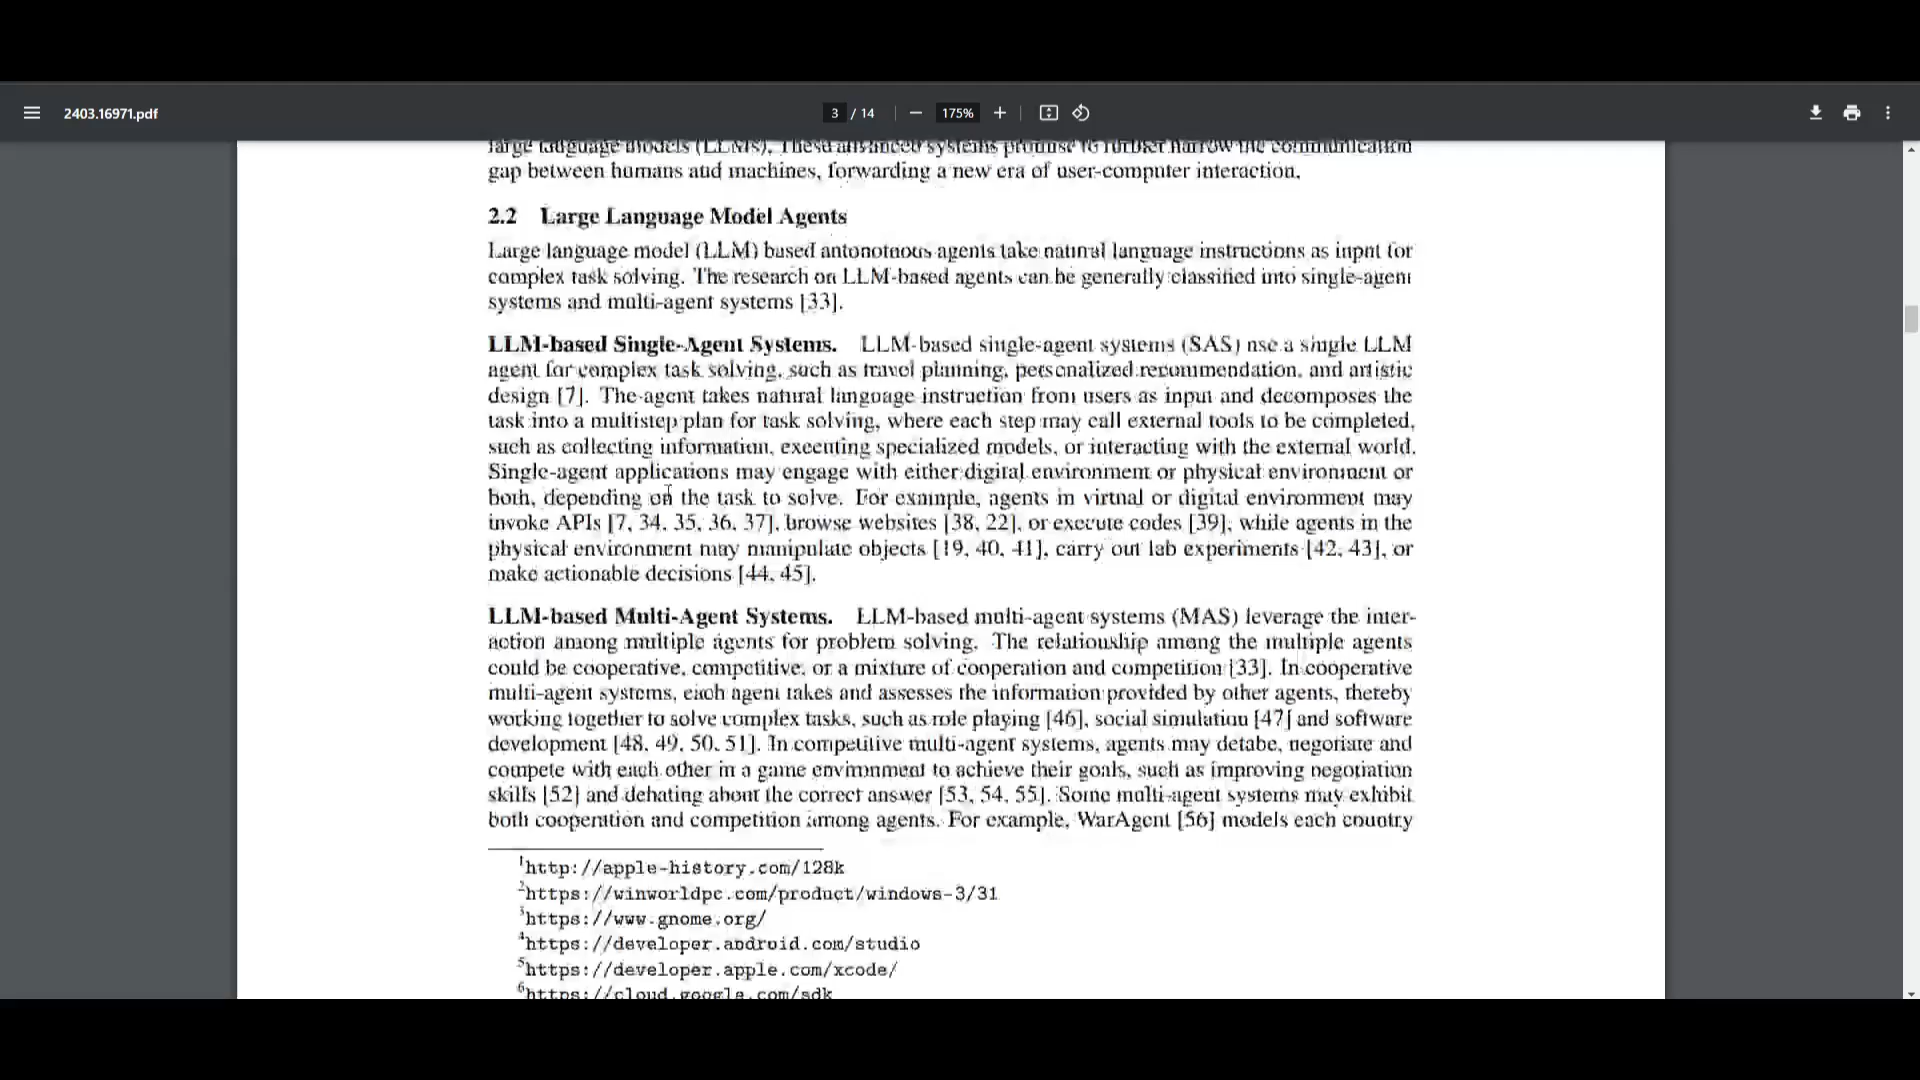 2403.16971.pdf
3 / 14
175%
large language models (LLMs). These advanced systems promise to further narrow the communication
gap between humans and machines, forwarding a new era of user-computer interaction.
2.2 Large Language Model Agents
Large language model (LLM) based autonomous agents take natural language instructions as input for
complex task solving. The research on LLM-based agents can be generally classified into single-agent
systems and multi-agent systems [33].
LLM-based Single-Agent Systems. LLM-based single-agent systems (SAS) use a single LLM
agent for complex task solving, such as travel planning, personalized recommendation, and artistic
design [7]. The agent takes natural language instruction from users as input and decomposes the
task into a multistep plan for task solving, where each step may call external tools to be completed,
such as collecting information, executing specialized models, or interacting with the external world.
Single-agent applications may engage with either digital environment or physical environment or
both, depending on the task to solve. For example, agents in virtual or digital environment may
invoke APIs [7, 34, 35, 36, 37], browse websites [38, 22], or execute codes [39], while agents in the
physical environment may manipulate objects [19, 40, 41], carry out lab experiments [42, 43], or
make actionable decisions [44, 45].
LLM-based Multi-Agent Systems. LLM-based multi-agent systems (MAS) leverage the inter-
action among multiple agents for problem solving. The relationship among the multiple agents
could be cooperative, competitive, or a mixture of cooperation and competition [33]. In cooperative
multi-agent systems, each agent takes and assesses the information provided by other agents, thereby
working together to solve complex tasks, such as role playing [46], social simulation [47] and software
development [48, 49, 50, 51]. In competitive multi-agent systems, agents may detabe, negotiate and
compete with each other in a game environment to achieve their goals, such as improving negotiation
skills [52] and debating about the correct answer [53, 54, 55]. Some multi-agent systems may exhibit
both cooperation and competition among agents. For example, WarAgent [56] models each country
1http://apple-history.com/128k
2https://winworldpc.com/product/windows-3/31
3https://www.gnome.org/
4https://developer.android.com/studio
5https://developer.apple.com/xcode/
6https://cloud.google.com/sdk